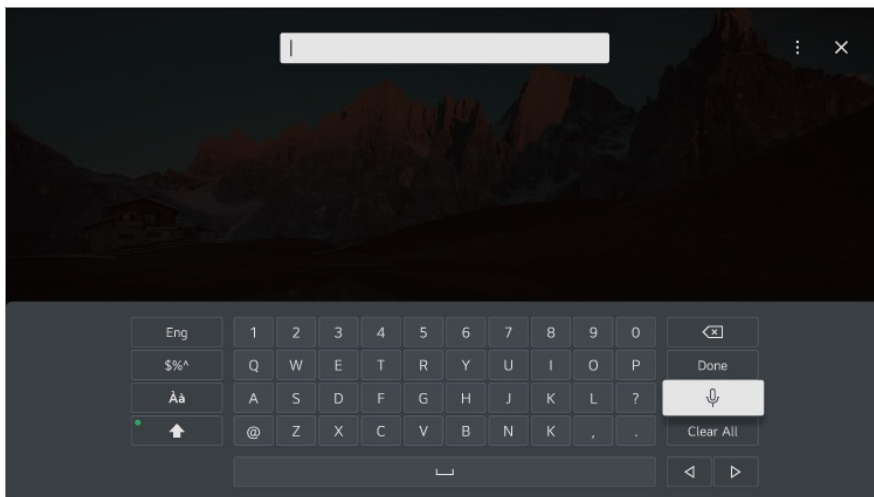 Eng 1 2 3 4 5 6 7 8 9 0
$%^ Q W E T R Y U I O P Done
Àà A S D F G H J K L ?
@ Z X C V B N K , . Clear All